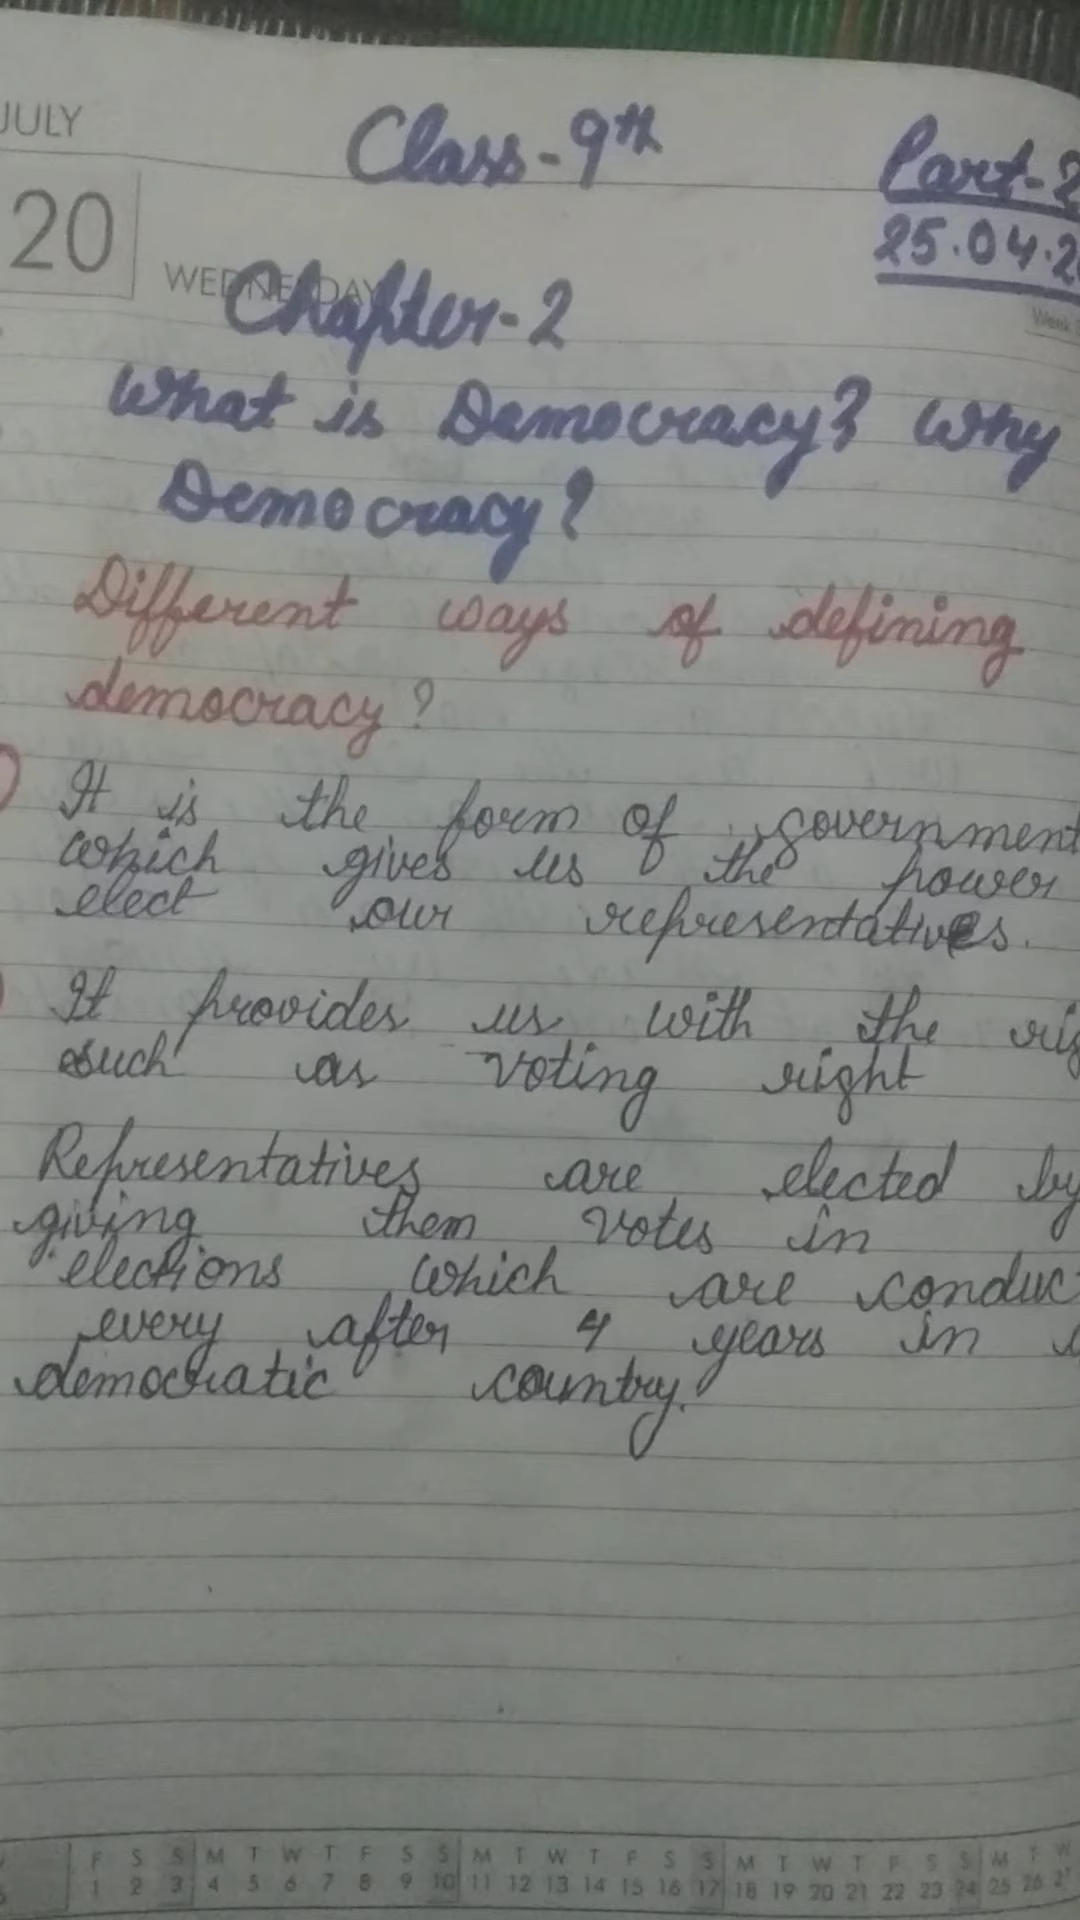 JULY
Class-9th
Part-2
20
25.04.2
WEDNESDAY
Week
Chapter-2
What is Democracy? Why
Democracy?
Different ways of defining
democracy?
It is the form of government
which gives us the power
elect our representatives.
It provides us with the
such as voting right
Representatives are elected by
giving them votes in
elections which are conduc
every after 4 years in
democratic country.
F S S M T W T F S S M T W T F S S M T W T F S S M T W
1 2 3 4 5 6 7 8 9 10 11 12 13 14 15 16 17 18 19 20 21 22 23 24 25 26 27